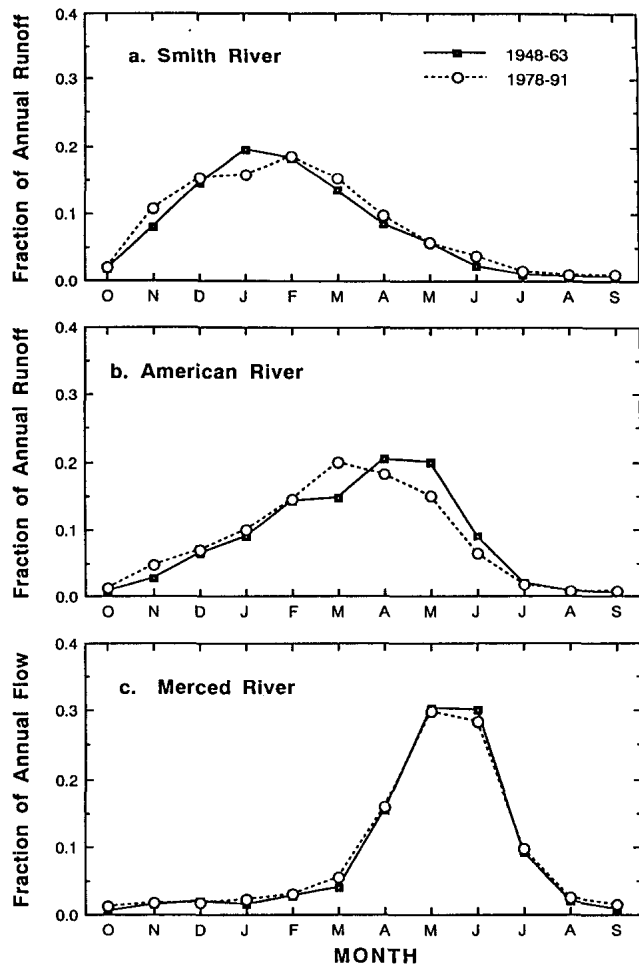 a. Smith River
1948-63
1978-91
Fraction of Annual Runoff
0.4
0.3
0.2
0.1
0.0
O N D J F M A M J J A S
b. American River
Fraction of Annual Runoff
0.4
0.3
0.2
0.1
0.0
O N D J F M A M J J A S
c. Merced River
Fraction of Annual Flow
0.4
0.3
0.2
0.1
0.0
O N D J F M A M J J A S
MONTH